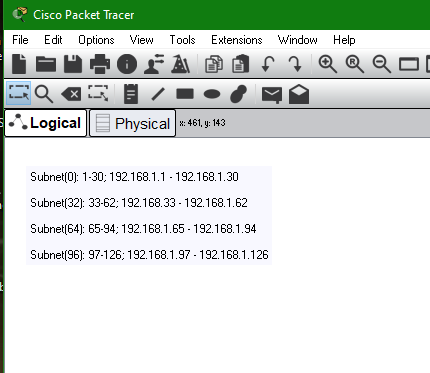 Cisco Packet Tracer
File Edit Options View Tools Extensions Window Help
Logical Physical x: 461, y: 143
Subnet(0): 1-30; 192.168.1.1 - 192.168.1.30
Subnet(32): 33-62; 192.168.33 - 192.168.1.62
Subnet(64): 65-94; 192.168.1.65 - 192.168.1.94
Subnet(96): 97-126; 192.168.1.97 - 192.168.1.126